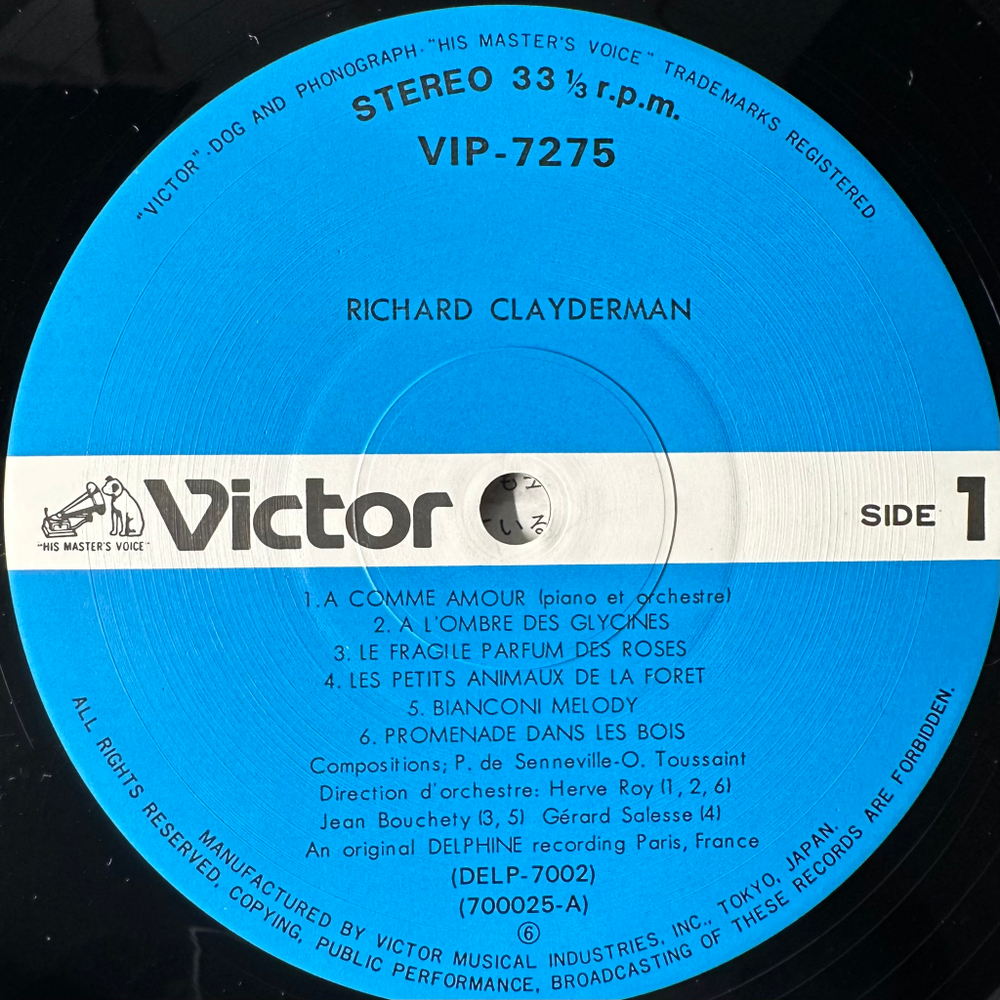 "VICTOR" · DOG AND PHONOGRAPH · "HIS MASTER'S VOICE" TRADEMARKS REGISTERED.
STEREO 33 ⅓ r.p.m.
VIP-7275
RICHARD CLAYDERMAN
"HIS MASTER'S VOICE"
Victor
SIDE 1
1. A COMME AMOUR (piano et orchestre)
2. A L'OMBRE DES GLYCINES
3. LE FRAGILE PARFUM DES ROSES
4. LES PETITS ANIMAUX DE LA FORET
5. BIANCONI MELODY
6. PROMENADE DANS LES BOIS
Compositions; P. de Senneville-O. Toussaint
Direction d'orchestre: Herve Roy (1, 2, 6)
Jean Bouchety (3, 5) Gérard Salesse (4)
An original DELPHINE recording Paris, France
(DELP-7002)
(700025-A)
⑥
MANUFACTURED BY VICTOR MUSICAL INDUSTRIES, INC., TOKYO, JAPAN.
ALL RIGHTS RESERVED, COPYING, PUBLIC PERFORMANCE, BROADCASTING OF THESE RECORDS ARE FORBIDDEN.